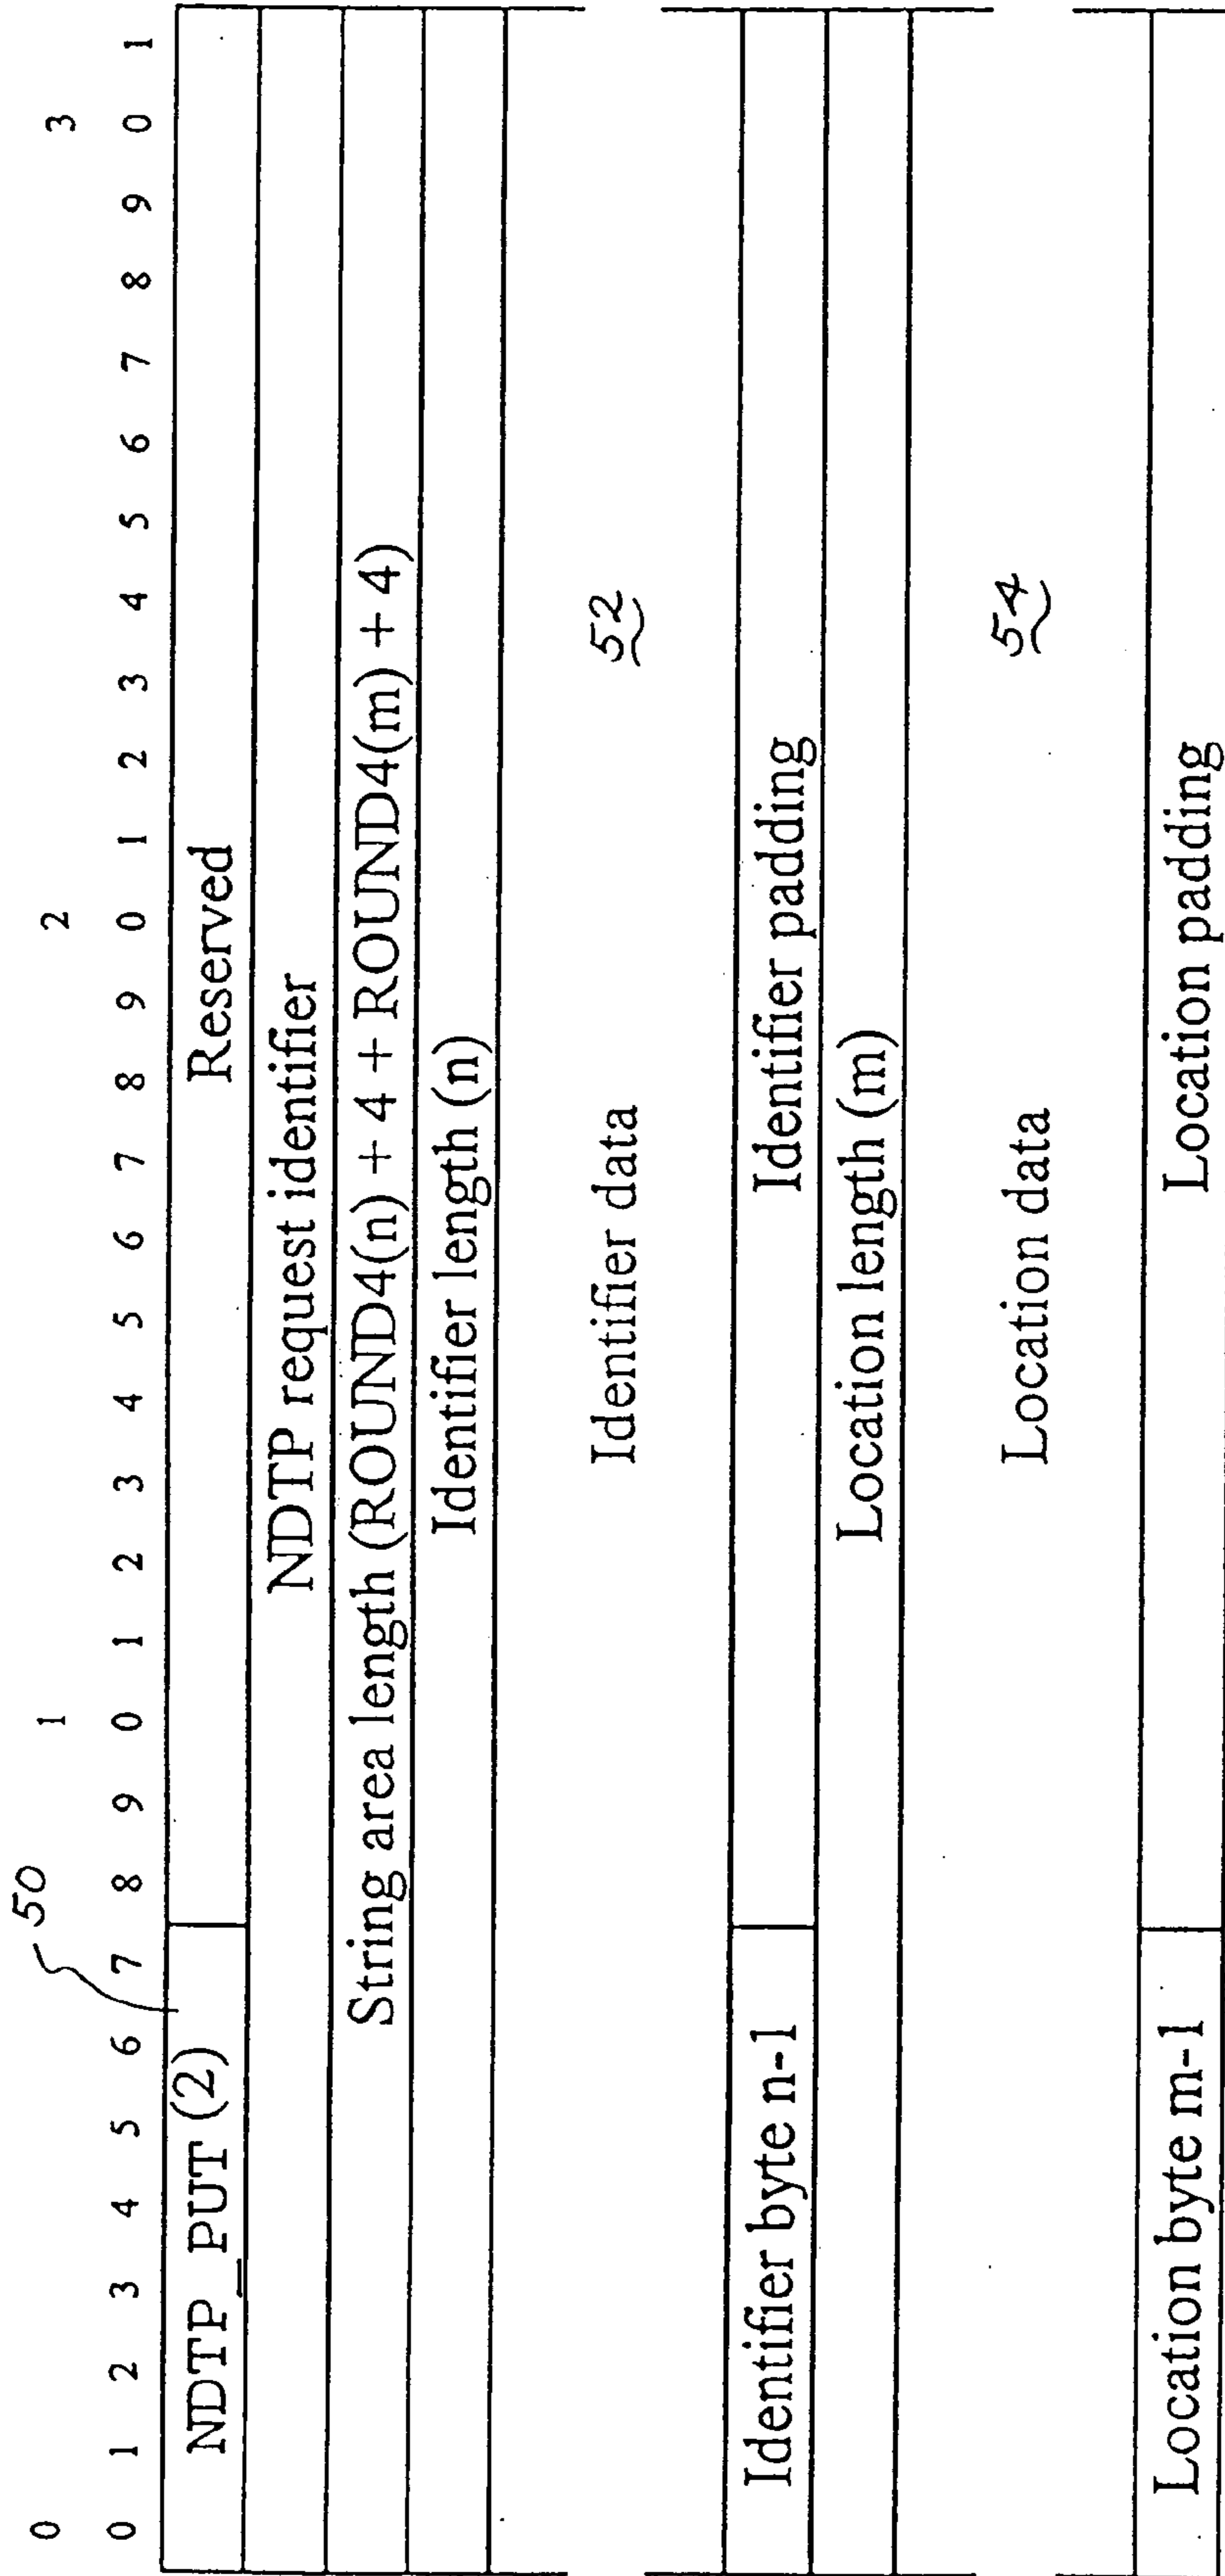 0 1 2 3
0 1 2 3 4 5 6 7 8 9 0 1 2 3 4 5 6 7 8 9 0 1 2 3 4 5 6 7 8 9 0 1
50
NDTP_PUT (2) Reserved
NDTP request identifier
String area length (ROUND4(n) + 4 + ROUND4(m) + 4)
Identifier length (n)
Identifier data 52
Identifier byte n-1 Identifier padding
Location length (m)
Location data 54
Location byte m-1 Location padding